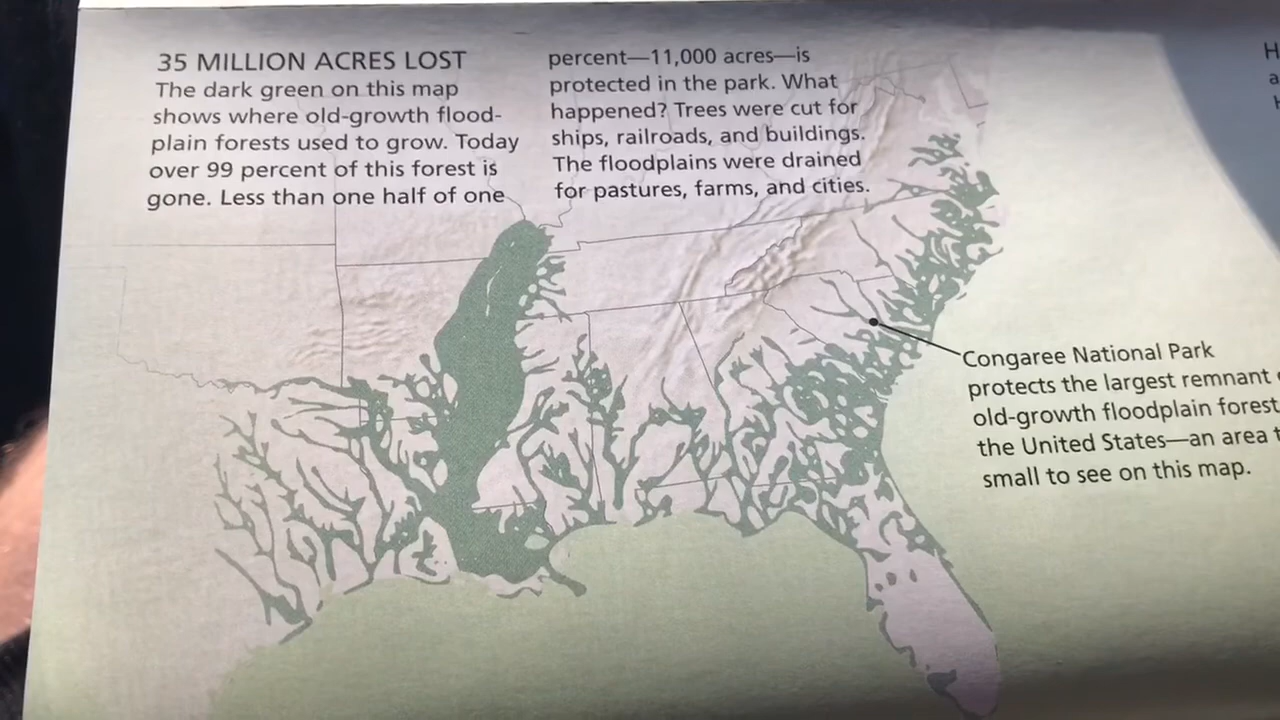 35 MILLION ACRES LOST
The dark green on this map
shows where old-growth flood-
plain forests used to grow. Today
over 99 percent of this forest is
gone. Less than one half of one
percent—11,000 acres—is
protected in the park. What
happened? Trees were cut for
ships, railroads, and buildings.
The floodplains were drained
for pastures, farms, and cities.
Congaree National Park
protects the largest remnant
old-growth floodplain forest
the United States—an area
small to see on this map.